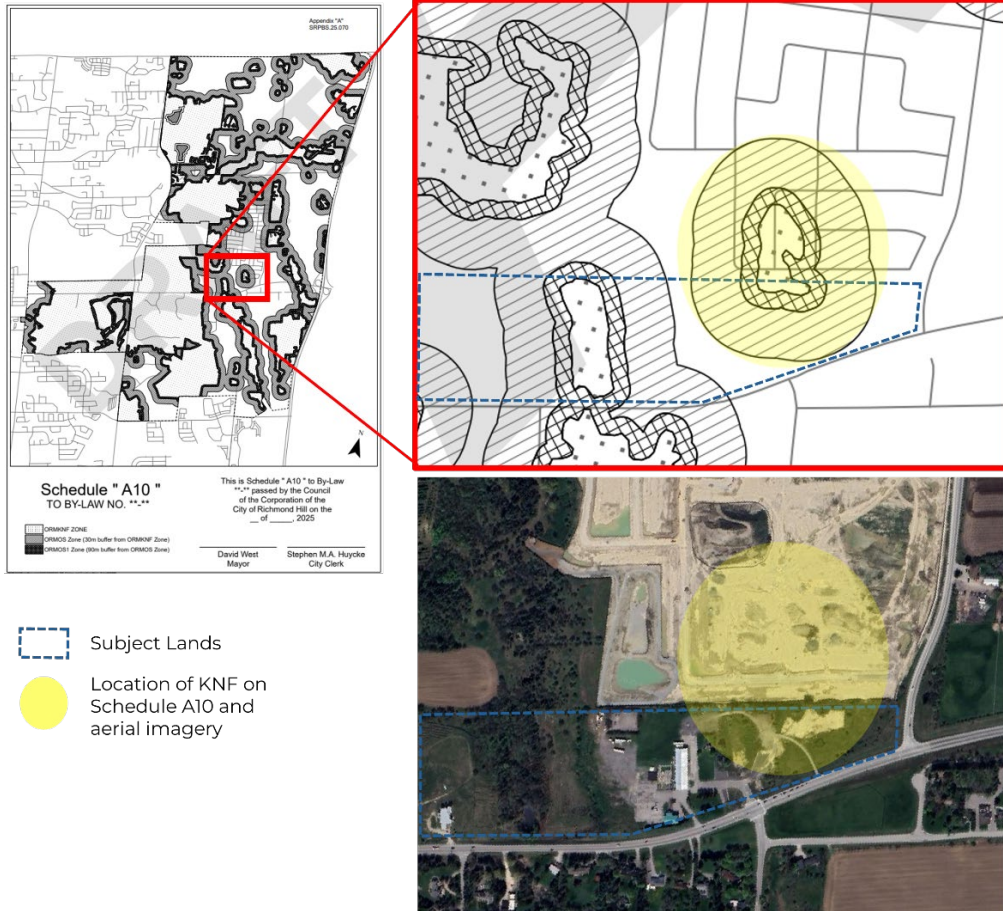 Appendix "A"
SRPBS.25.070
DRAFT
N
Schedule " A10 "
TO BY-LAW NO. **-**
This is Schedule " A10 " to By-Law
**-** passed by the Council
of the Corporation of the
City of Richmond Hill on the
__ of _____, 2025
ORMKNF ZONE
ORMOS Zone (30m buffer from ORMKNF Zone)
ORMOS1 Zone (90m buffer from ORMOS Zone)
David West
Mayor
Stephen M.A. Huycke
City Clerk
Subject Lands
Location of KNF on
Schedule A10 and
aerial imagery